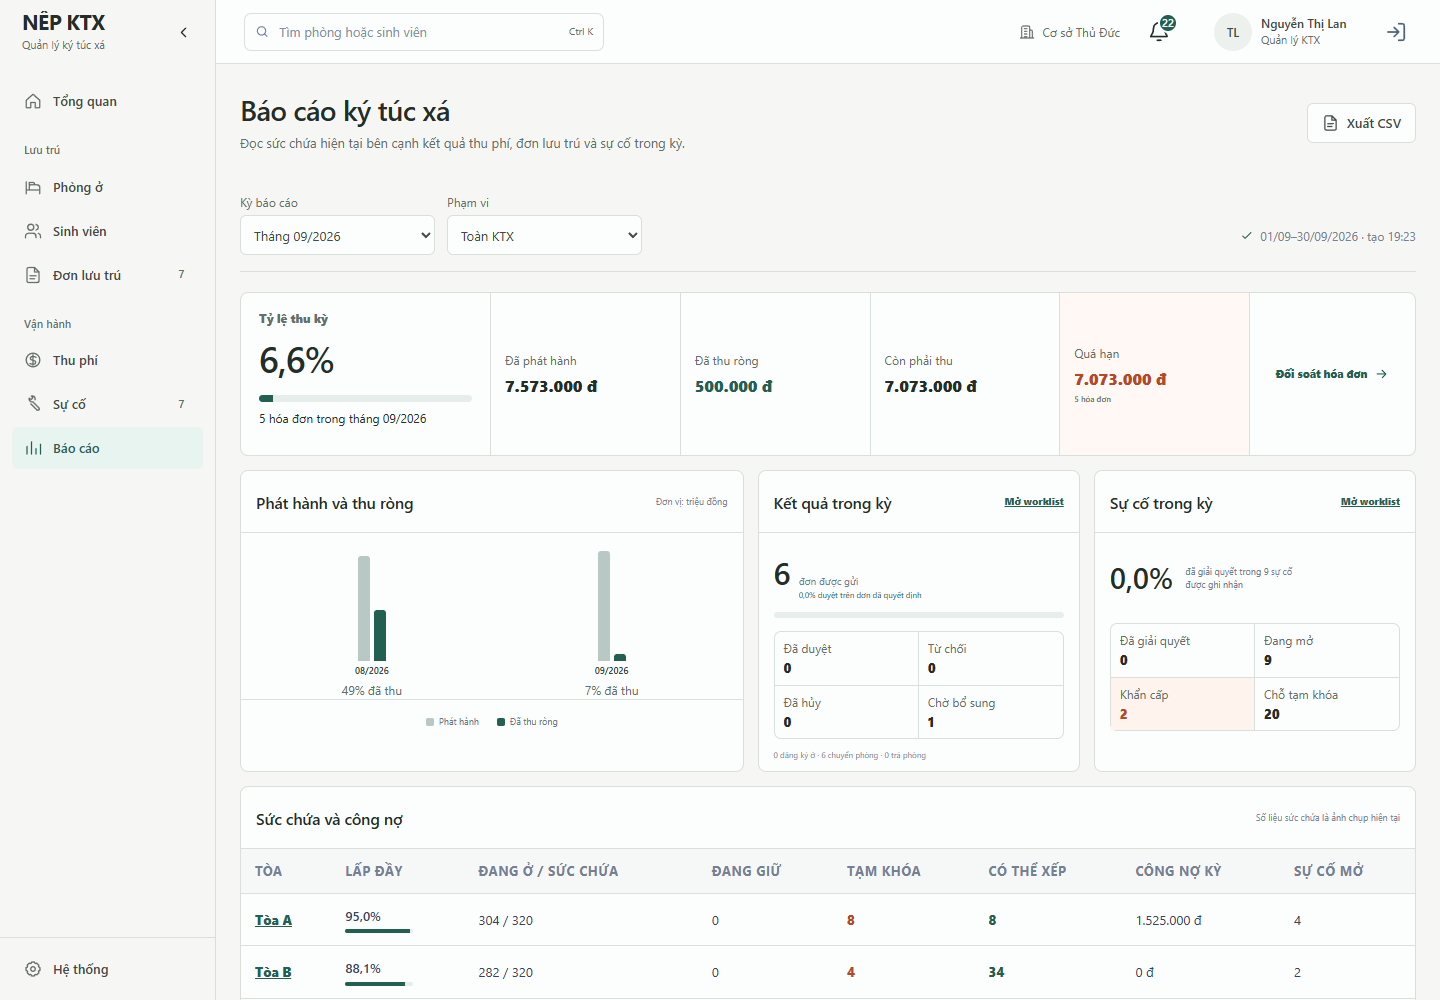 NẾP KTX
Quản lý ký túc xá
Tìm phòng hoặc sinh viên
Ctrl K
Cơ sở Thủ Đức
22
TL
Nguyễn Thị Lan
Quản lý KTX
Tổng quan
Lưu trú
Phòng ở
Sinh viên
Đơn lưu trú 7
Vận hành
Thu phí
Sự cố 7
Báo cáo
Hệ thống
Báo cáo ký túc xá
Đọc sức chứa hiện tại bên cạnh kết quả thu phí, đơn lưu trú và sự cố trong kỳ.
Xuất CSV
Kỳ báo cáo
Tháng 09/2026
Phạm vi
Toàn KTX
01/09–30/09/2026 · tạo 19:23
Tỷ lệ thu kỳ
6,6%
5 hóa đơn trong tháng 09/2026
Đã phát hành
7.573.000 đ
Đã thu ròng
500.000 đ
Còn phải thu
7.073.000 đ
Quá hạn
7.073.000 đ
5 hóa đơn
Đối soát hóa đơn
Phát hành và thu ròng
Đơn vị: triệu đồng
08/2026
49% đã thu
09/2026
7% đã thu
Phát hành
Đã thu ròng
Kết quả trong kỳ
Mở worklist
6 đơn được gửi
0,0% duyệt trên đơn đã quyết định
Đã duyệt
0
Từ chối
0
Đã hủy
0
Chờ bổ sung
1
0 đăng ký ở · 6 chuyển phòng · 0 trả phòng
Sự cố trong kỳ
Mở worklist
0,0%
đã giải quyết trong 9 sự cố
được ghi nhận
Đã giải quyết
0
Đang mở
9
Khẩn cấp
2
Chỗ tạm khóa
20
Sức chứa và công nợ
Số liệu sức chứa là ảnh chụp hiện tại
TÒA LẤP ĐẦY ĐANG Ở / SỨC CHỨA ĐANG GIỮ TẠM KHÓA CÓ THỂ XẾP CÔNG NỢ KỲ SỰ CỐ MỞ
Tòa A 95,0% 304 / 320 0 8 8 1.525.000 đ 4
Tòa B 88,1% 282 / 320 0 4 34 0 đ 2